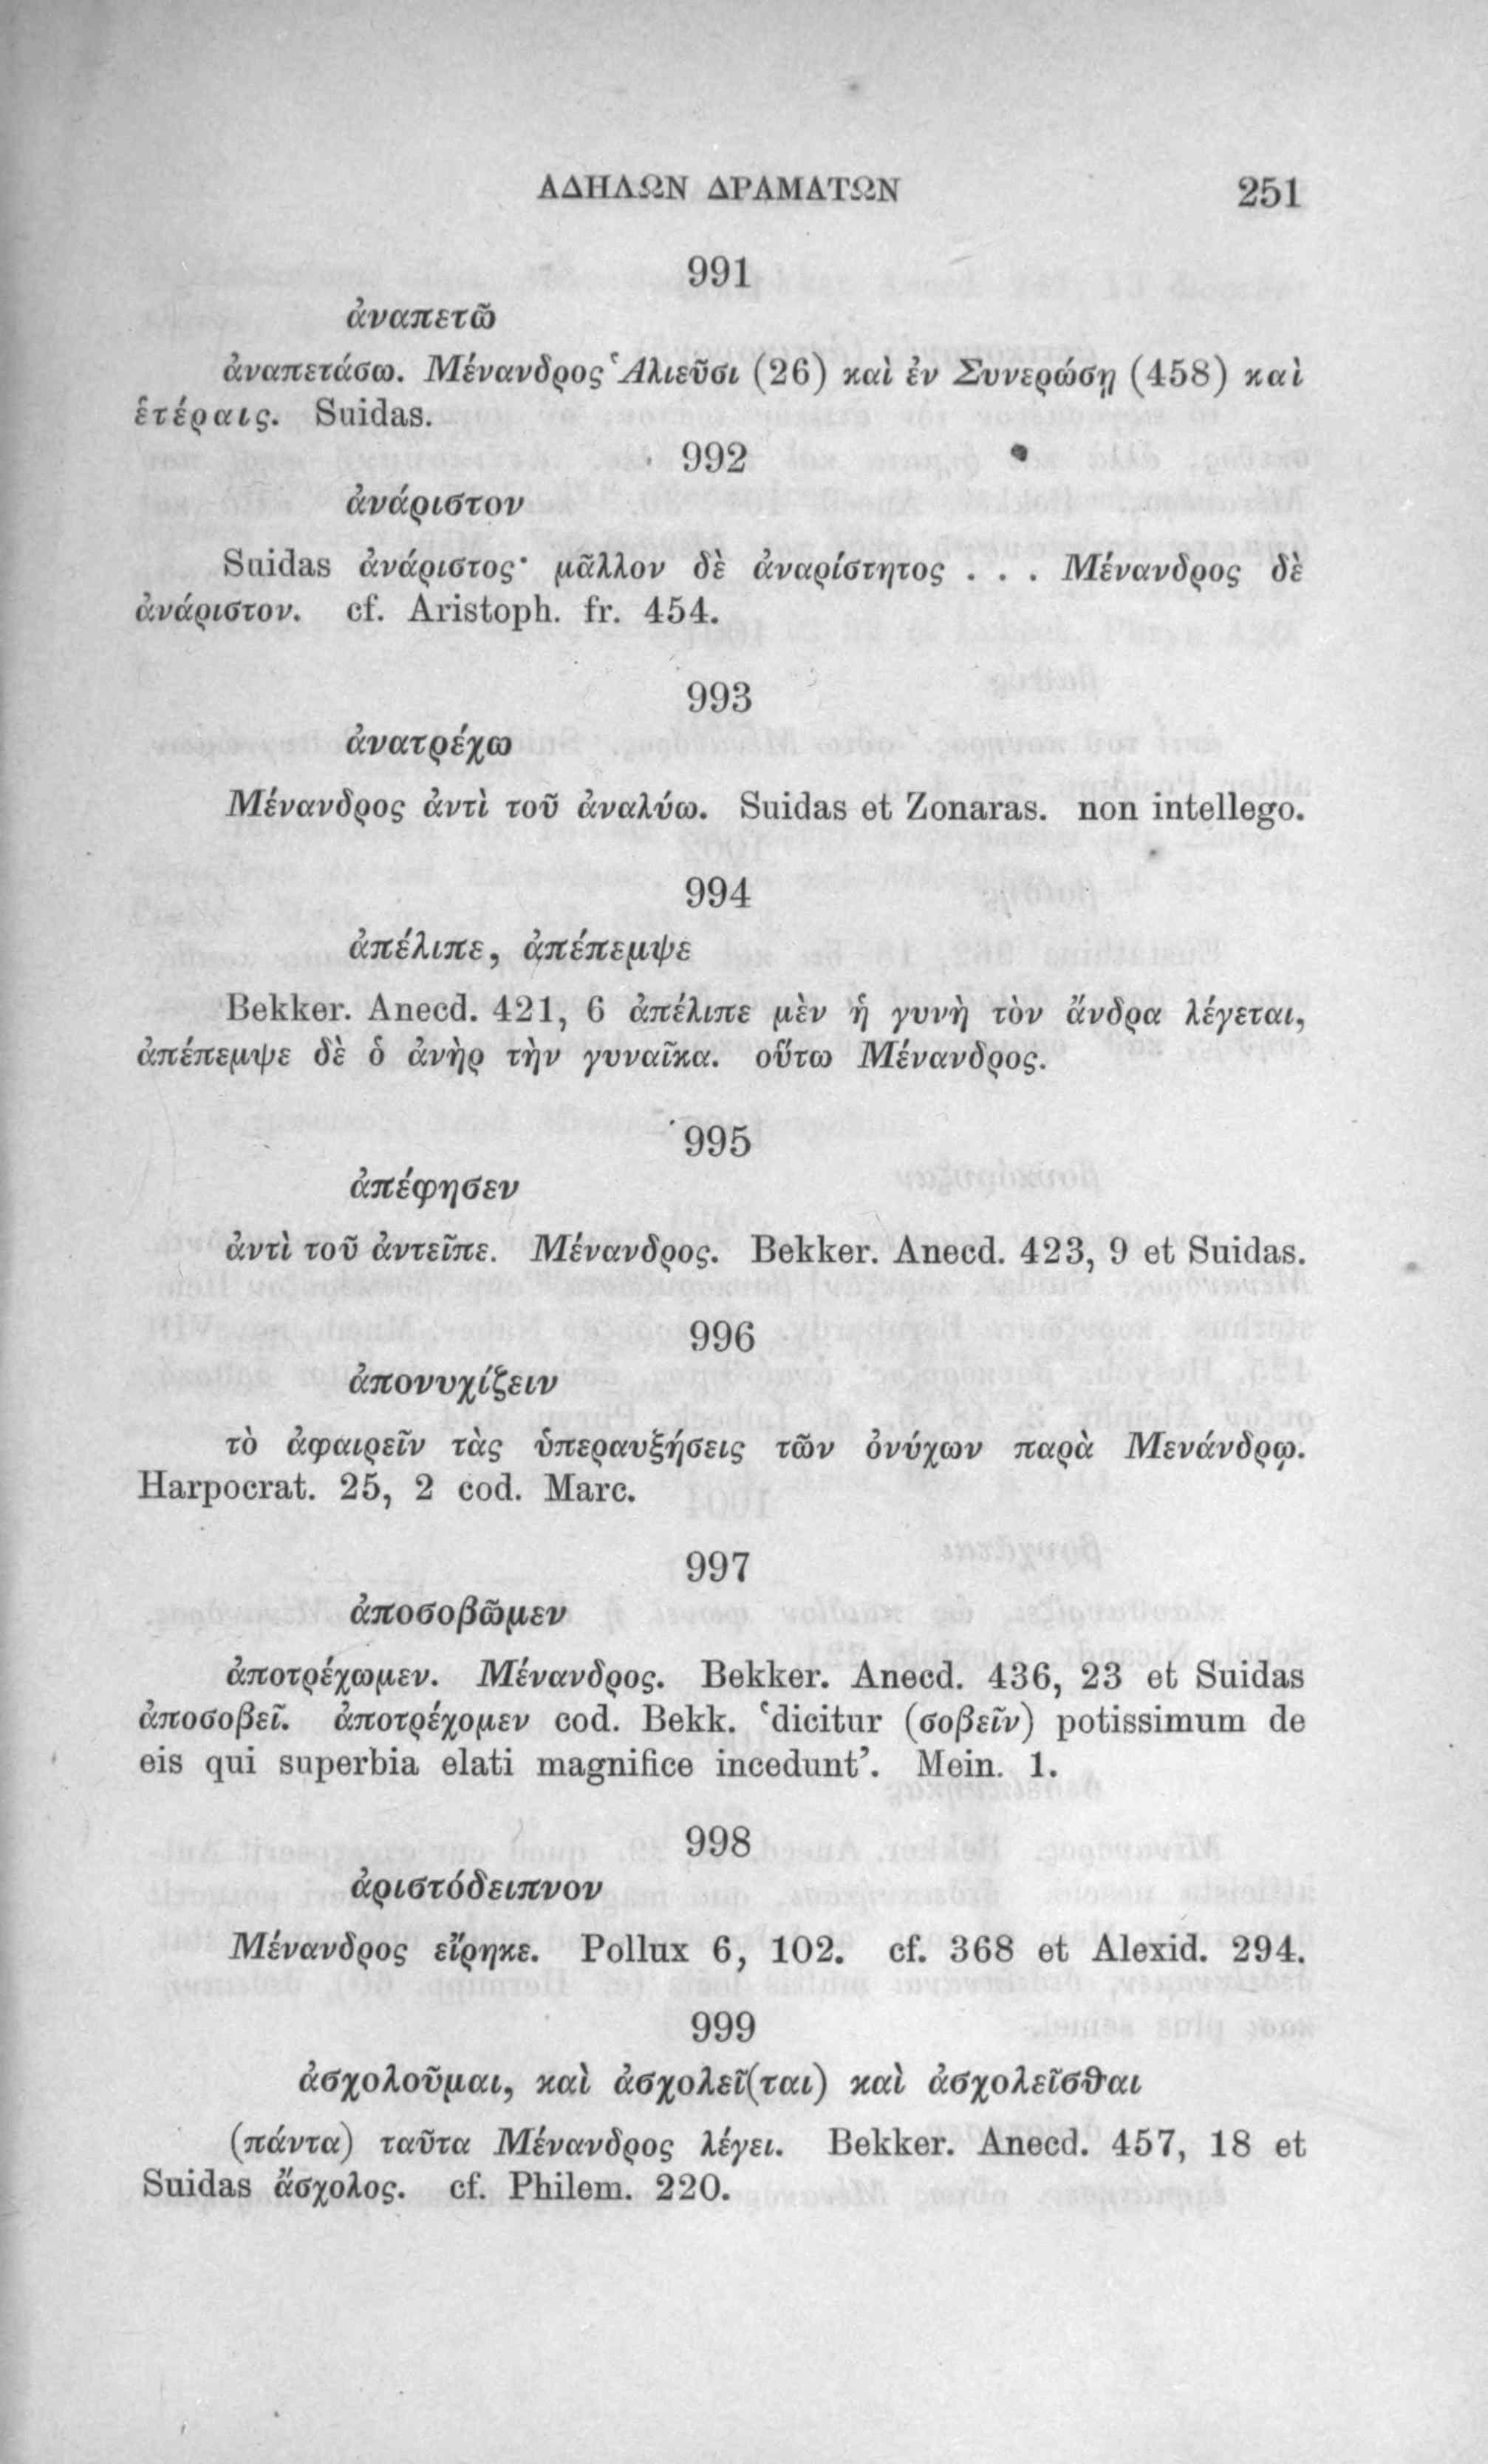 ΑΔΗΛΩΝ ΔΡΑΜΑΤΩΝ 251
991
ἀναπετῶ
ἀναπετάσω. Μένανδρος Ἁλιεῦσι (26) καὶ ἐν Συνερώσῃ (458) καὶ
ἑτέραις. Suidas.
992
ἀνάριστον
Suidas ἀνάριστος· μᾶλλον δὲ ἀναρίστητος . . . Μένανδρος δὲ
ἀνάριστον. cf. Aristoph. fr. 454.
993
ἀνατρέχω
Μένανδρος ἀντὶ τοῦ ἀναλύω. Suidas et Zonaras. non intellego.
994
ἀπέλιπε, ἀπέπεμψε
Bekker. Anecd. 421, 6 ἀπέλιπε μὲν ἡ γυνὴ τὸν ἄνδρα λέγεται,
ἀπέπεμψε δὲ ὁ ἀνὴρ τὴν γυναῖκα. οὕτω Μένανδρος.
995
ἀπέφησεν
ἀντὶ τοῦ ἀντεῖπε. Μένανδρος. Bekker. Anecd. 423, 9 et Suidas.
996
ἀπονυχίζειν
τὸ ἀφαιρεῖν τὰς ὑπεραυξήσεις τῶν ὀνύχων παρὰ Μενάνδρῳ.
Harpocrat. 25, 2 cod. Marc.
997
ἀποσοβῶμεν
ἀποτρέχωμεν. Μένανδρος. Bekker. Anecd. 436, 23 et Suidas
ἀποσοβεῖ. ἀποτρέχομεν cod. Bekk. ‛dicitur (σοβεῖν) potissimum de
eis qui superbia elati magnifice incedunt’. Mein. 1.
998
ἀριστόδειπνον
Μένανδρος εἴρηκε. Pollux 6, 102. cf. 368 et Alexid. 294.
999
ἀσχολοῦμαι, καὶ ἀσχολεῖ(ται) καὶ ἀσχολεῖσθαι
(πάντα) ταῦτα Μένανδρος λέγει. Bekker. Anecd. 457, 18 et
Suidas ἄσχολος. cf. Philem. 220.